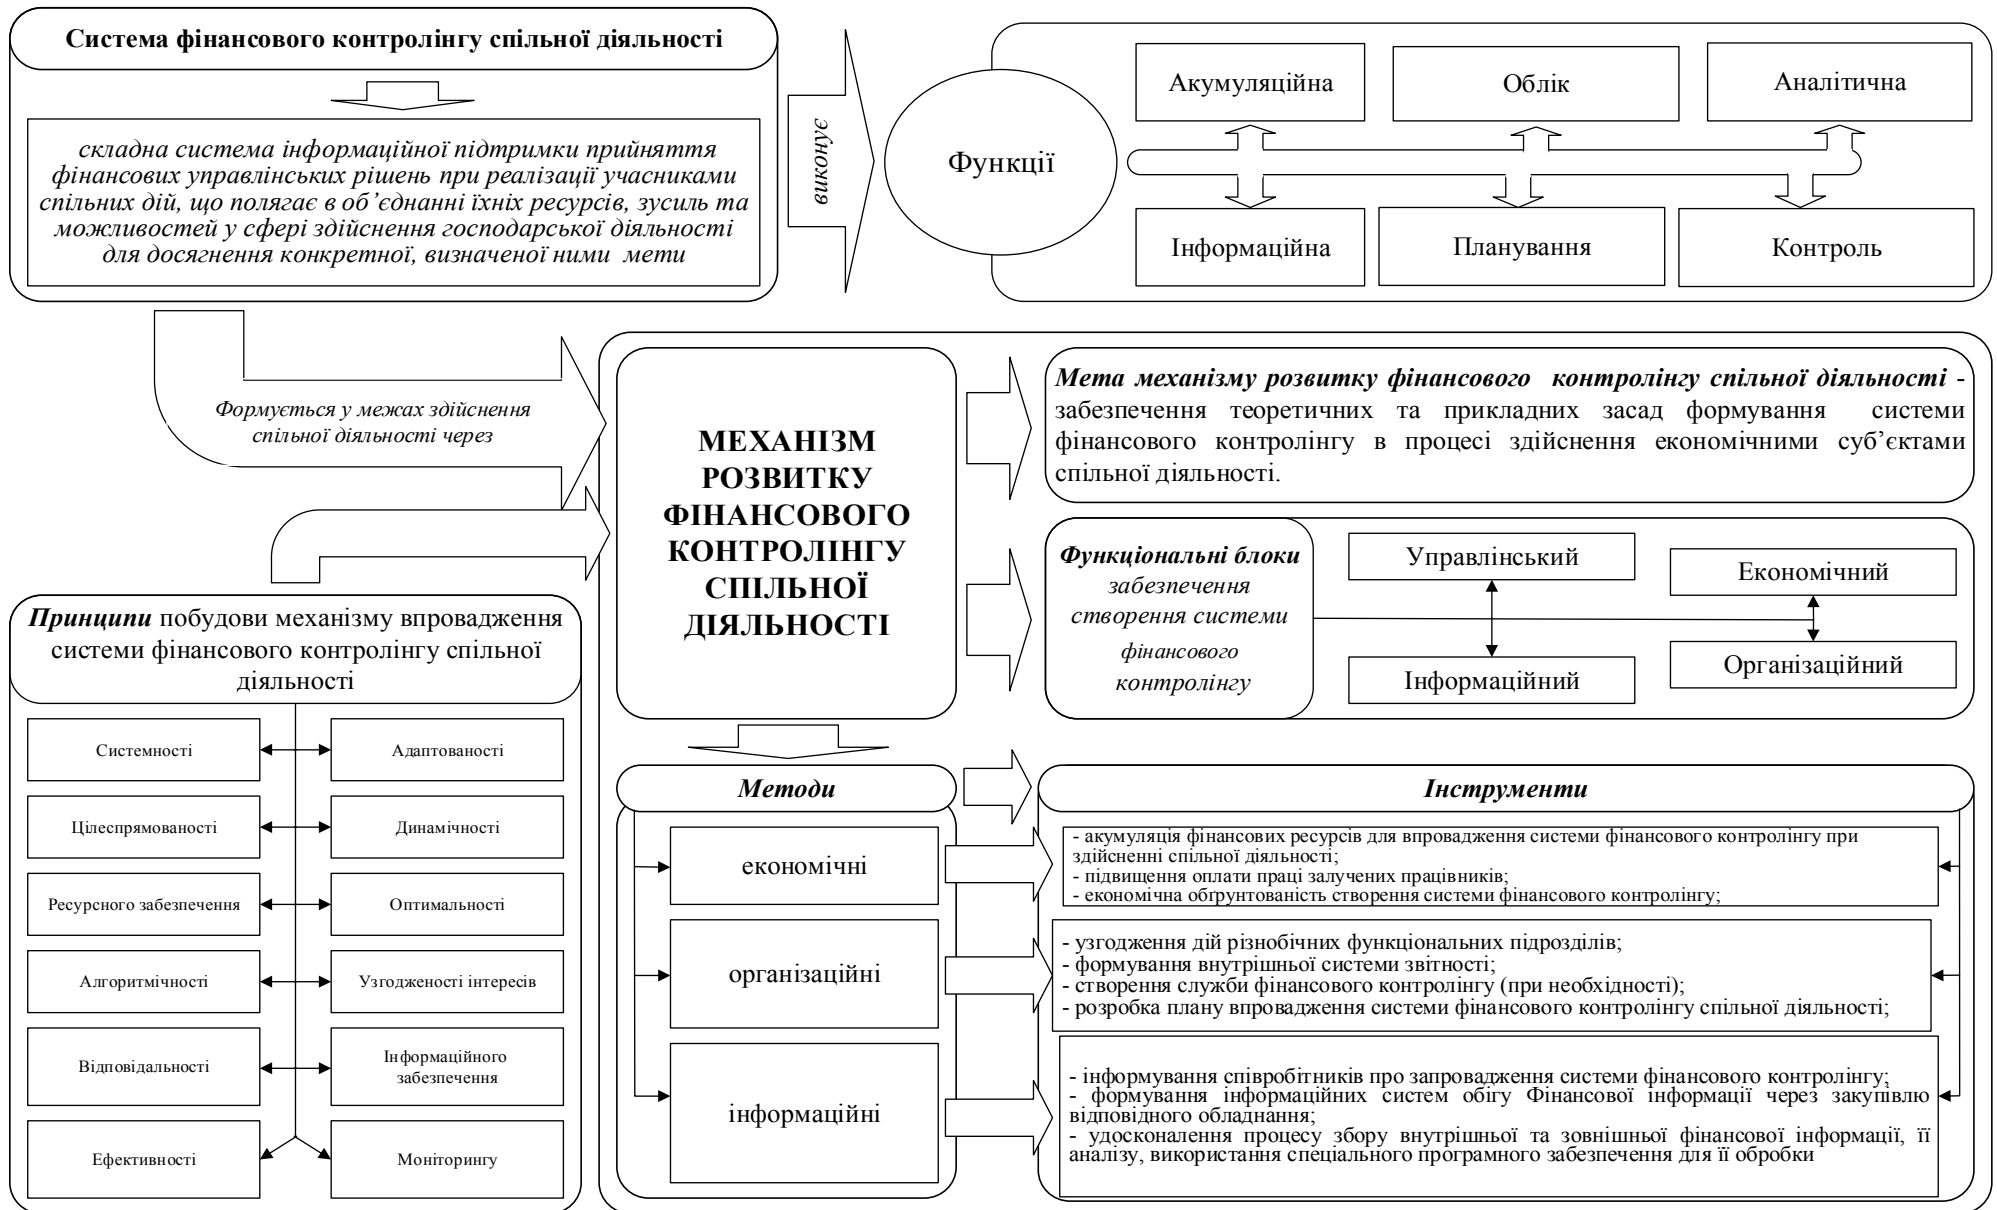 Система фінансового контролінгу спільної діяльності
складна система інформаційної підтримки прийняття
фінансових управлінських рішень при реалізації учасниками
спільних дій, що полягає в об’єднанні їхніх ресурсів, зусиль та
можливостей у сфері здійснення господарської діяльності
для досягнення конкретної, визначеної ними мети
виконує
Функції
Акумуляційна
Облік
Аналітична
Інформаційна
Планування
Контроль
Формується у межах здійснення
спільної діяльності через
МЕХАНІЗМ
РОЗВИТКУ
ФІНАНСОВОГО
КОНТРОЛІНГУ
СПІЛЬНОЇ
ДІЯЛЬНОСТІ
Мета механізму розвитку фінансового контролінгу спільної діяльності -
забезпечення теоретичних та прикладних засад формування системи
фінансового контролінгу в процесі здійснення економічними суб’єктами
спільної діяльності.
Функціональні блоки
забезпечення
створення системи
фінансового
контролінгу
Управлінський
Економічний
Інформаційний
Організаційний
Принципи побудови механізму впровадження
системи фінансового контролінгу спільної
діяльності
Системності
Адаптованості
Цілеспрямованості
Динамічності
Ресурсного забезпечення
Оптимальності
Алгоритмічності
Узгодженості інтересів
Відповідальності
Інформаційного
забезпечення
Ефективності
Моніторингу
Методи
економічні
організаційні
інформаційні
Інструменти
- акумуляція фінансових ресурсів для впровадження системи фінансового контролінгу при
здійсненні спільної діяльності;
- підвищення оплати праці залучених працівників;
- економічна обґрунтованість створення системи фінансового контролінгу;
- узгодження дій різнобічних функціональних підрозділів;
- формування внутрішньої системи звітності;
- створення служби фінансового контролінгу (при необхідності);
- розробка плану впровадження системи фінансового контролінгу спільної діяльності;
- інформування співробітників про запровадження системи фінансового контролінгу;
- формування інформаційних систем обігу Фінансової інформації через закупівлю
відповідного обладнання;
- удосконалення процесу збору внутрішньої та зовнішньої фінансової інформації, її
аналізу, використання спеціального програмного забезпечення для її обробки